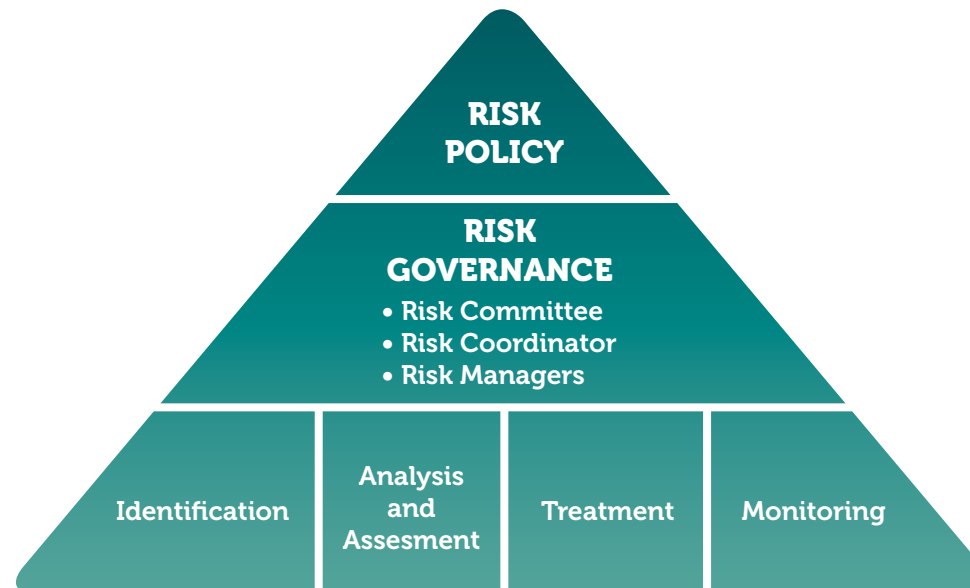 RISK
POLICY
RISK
GOVERNANCE
• Risk Committee
• Risk Coordinator
• Risk Managers
Identification
Analysis
and
Assesment
Treatment
Monitoring